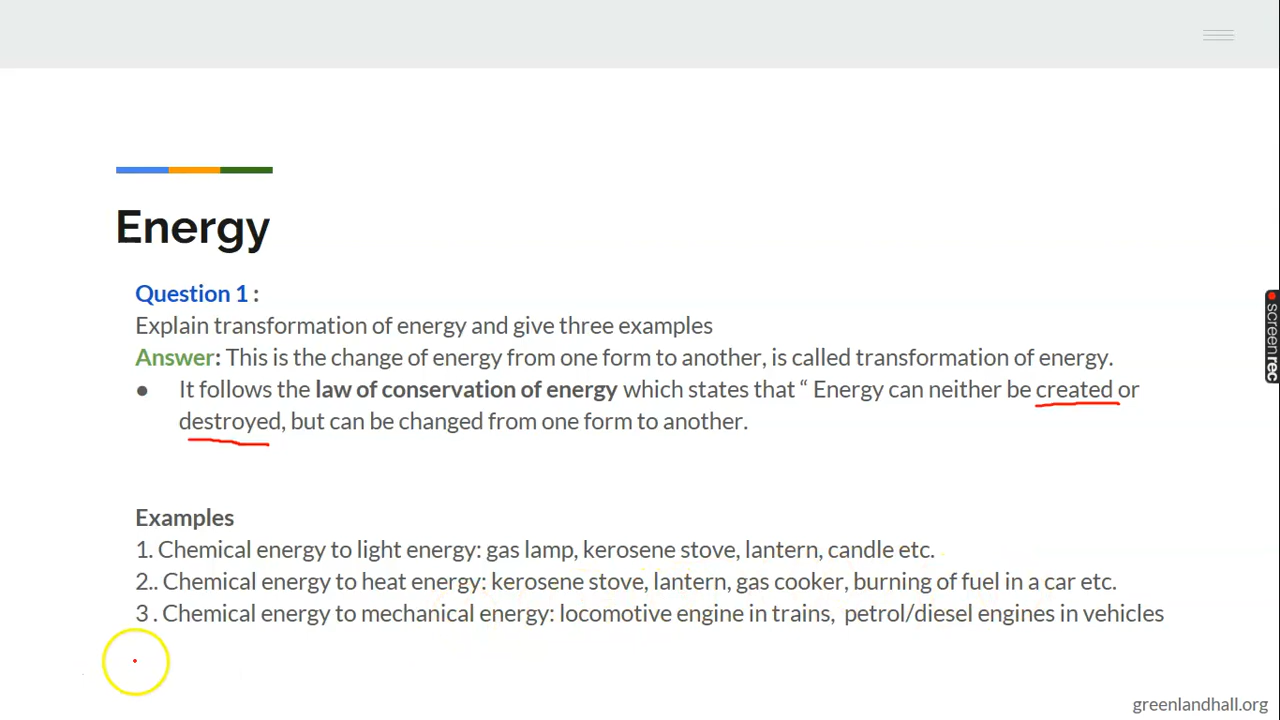 Energy
Question 1 :
Explain transformation of energy and give three examples
Answer: This is the change of energy from one form to another, is called transformation of energy.
● It follows the law of conservation of energy which states that “ Energy can neither be created or
destroyed, but can be changed from one form to another.
Examples
1. Chemical energy to light energy: gas lamp, kerosene stove, lantern, candle etc.
2.. Chemical energy to heat energy: kerosene stove, lantern, gas cooker, burning of fuel in a car etc.
3 . Chemical energy to mechanical energy: locomotive engine in trains,  petrol/diesel engines in vehicles
screenrec
greenlandhall.org